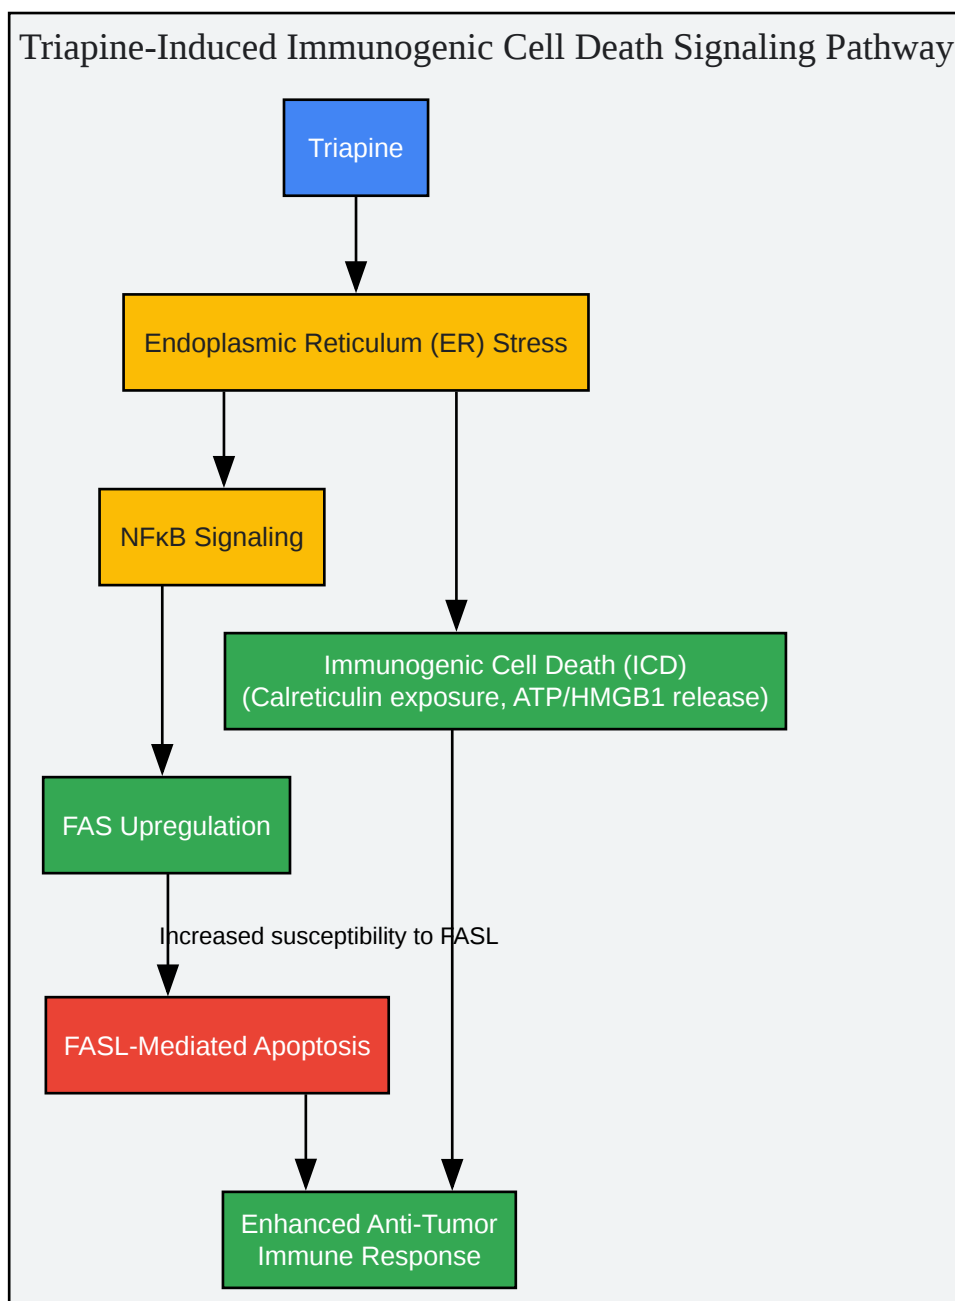 Triapine-Induced Immunogenic Cell Death Signaling Pathway
Triapine
Endoplasmic Reticulum (ER) Stress
NFκB Signaling
Immunogenic Cell Death (ICD)
(Calreticulin exposure, ATP/HMGB1 release)
FAS Upregulation
Increased susceptibility to FASL
FASL-Mediated Apoptosis
Enhanced Anti-Tumor
Immune Response